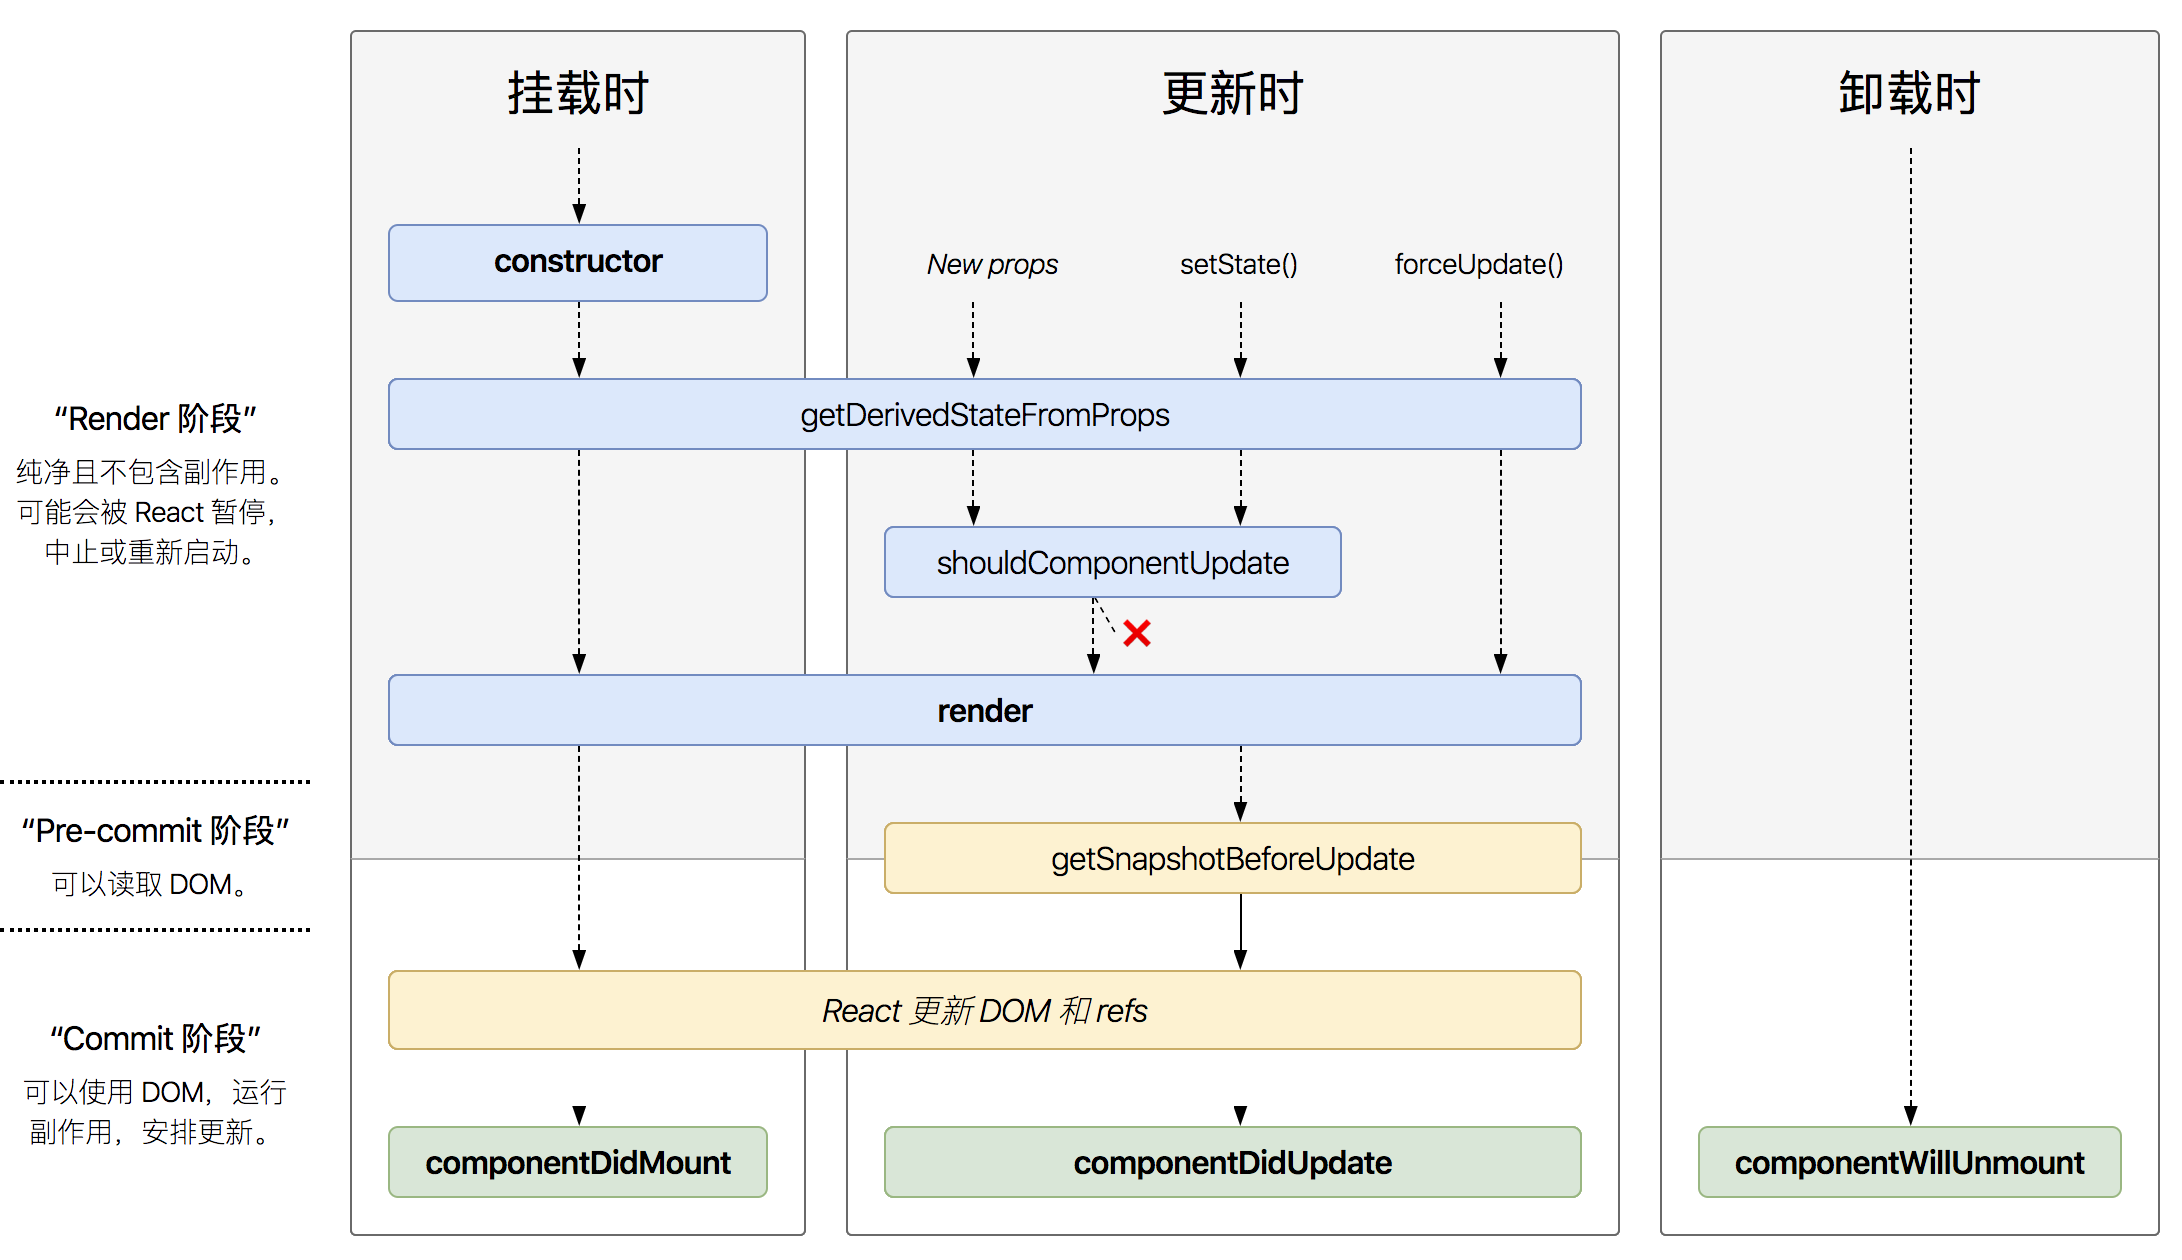 挂载时
更新时
卸载时
constructor
New props
setState()
forceUpdate()
getDerivedStateFromProps
“Render 阶段”
纯净且不包含副作用。
可能会被 React 暂停，
中止或重新启动。
shouldComponentUpdate
render
“Pre-commit 阶段”
可以读取 DOM。
getSnapshotBeforeUpdate
React 更新 DOM 和 refs
“Commit 阶段”
可以使用 DOM，运行
副作用，安排更新。
componentDidMount
componentDidUpdate
componentWillUnmount